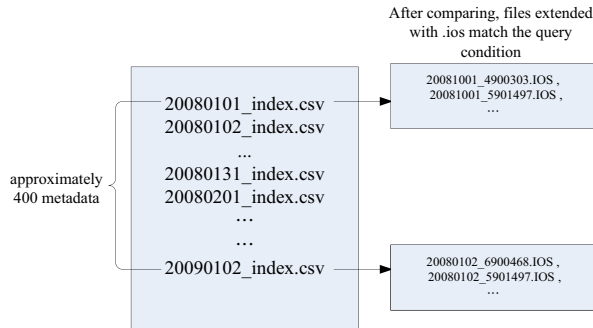 After comparing, files extended
with .ios match the query
condition
20081001_4900303.IOS ,
20081001_5901497.IOS ,
...
20080101_index.csv
20080102_index.csv
...
20080131_index.csv
20080201_index.csv
...
...
20090102_index.csv
approximately
400 metadata
20080102_6900468.IOS ,
20080102_5901497.IOS ,
...